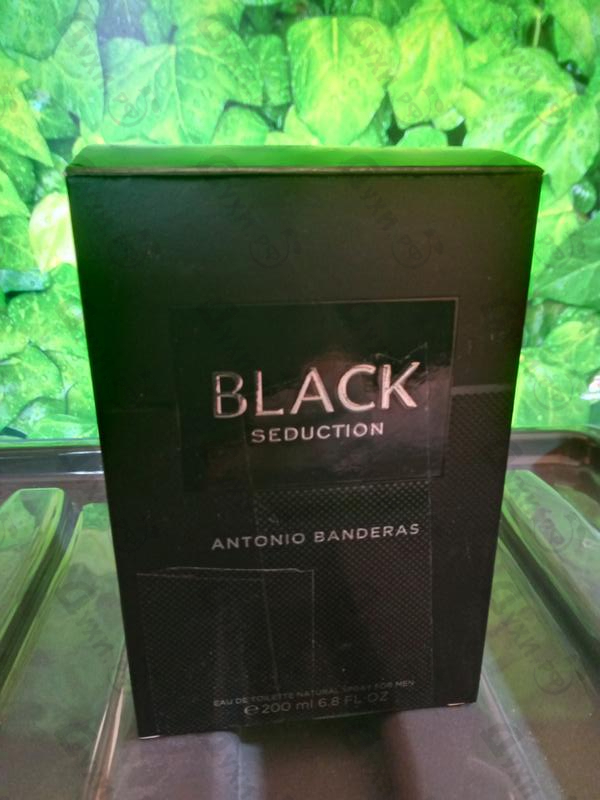 BLACK
SEDUCTION
ANTONIO BANDERAS
EAU DE TOILETTE NATURAL SPRAY FOR MEN
℮200 ml 6.8 FL·OZ